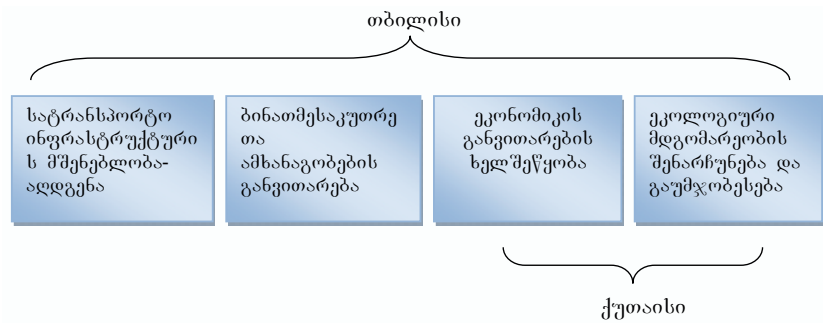 თბილისი
სატრანსპორტო
ინფრასტრუქტური
ს მშენებლობა-
აღდგენა
ბინათმესაკუთრე
თა
ამხანაგობების
განვითარება
ეკონომიკის
განვითარების
ხელშეწყობა
ეკოლოგიური
მდგომარეობის
შენარჩუნება და
გაუმჯობესება
ქუთაისი